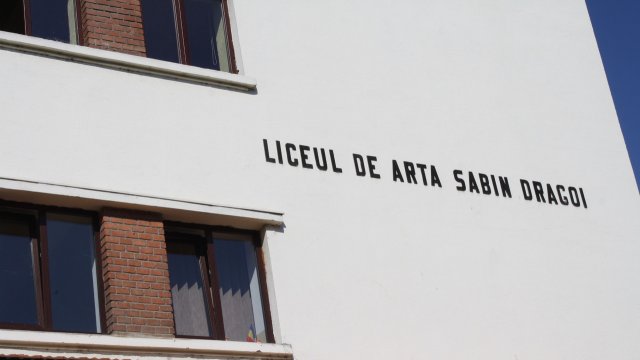 LICEUL DE ARTA SABIN DRAGOI